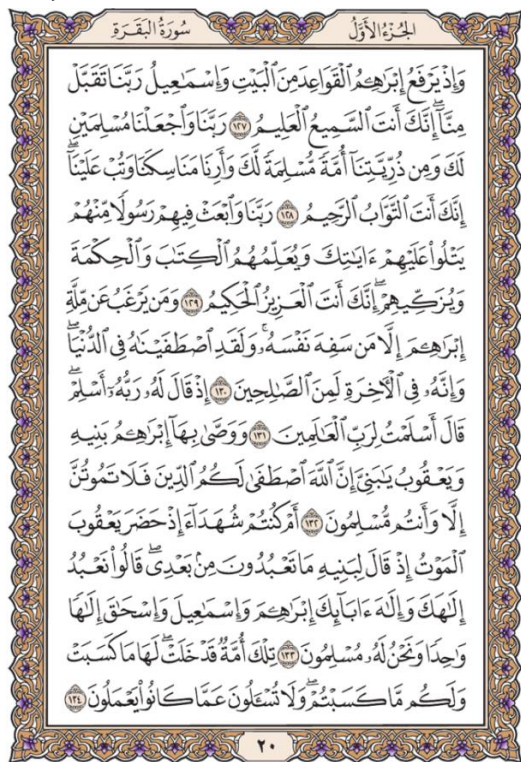 الجُزْءُ الأَوَّلُ
سُورَةُ البَقَرَةِ
وَإِذْ يَرْفَعُ إِبْرَٰهِـۧمُ ٱلْقَوَاعِدَ مِنَ ٱلْبَيْتِ وَإِسْمَٰعِيلُ رَبَّنَا تَقَبَّلْ
مِنَّآۖ إِنَّكَ أَنتَ ٱلسَّمِيعُ ٱلْعَلِيمُ ١٢٧ رَبَّنَا وَٱجْعَلْنَا مُسْلِمَيْنِ
لَكَ وَمِن ذُرِّيَّتِنَآ أُمَّةً مُّسْلِمَةً لَّكَ وَأَرِنَا مَنَاسِكَنَا وَتُبْ عَلَيْنَآۖ
إِنَّكَ أَنتَ ٱلتَّوَّابُ ٱلرَّحِيمُ ١٢٨ رَبَّنَا وَٱبْعَثْ فِيهِمْ رَسُولًا مِّنْهُمْ
يَتْلُوا۟ عَلَيْهِمْ ءَايَٰتِكَ وَيُعَلِّمُهُمُ ٱلْكِتَٰبَ وَٱلْحِكْمَةَ
وَيُزَكِّيهِمْۖ إِنَّكَ أَنتَ ٱلْعَزِيزُ ٱلْحَكِيمُ ١٢٩ وَمَن يَرْغَبُ عَن مِّلَّةِ
إِبْرَٰهِـۧمَ إِلَّا مَن سَفِهَ نَفْسَهُۥۚ وَلَقَدِ ٱصْطَفَيْنَٰهُ فِى ٱلدُّنْيَاۖ
وَإِنَّهُۥ فِى ٱلْءَاخِرَةِ لَمِنَ ٱلصَّٰلِحِينَ ١٣٠ إِذْ قَالَ لَهُۥ رَبُّهُۥٓ أَسْلِمْۖ
قَالَ أَسْلَمْتُ لِرَبِّ ٱلْعَٰلَمِينَ ١٣١ وَوَصَّىٰ بِهَآ إِبْرَٰهِـۧمُ بَنِيهِ
وَيَعْقُوبُ يَٰبَنِىَّ إِنَّ ٱللَّهَ ٱصْطَفَىٰ لَكُمُ ٱلدِّينَ فَلَا تَمُوتُنَّ
إِلَّا وَأَنتُم مُّسْلِمُونَ ١٣٢ أَمْ كُنتُمْ شُهَدَآءَ إِذْ حَضَرَ يَعْقُوبَ
ٱلْمَوْتُ إِذْ قَالَ لِبَنِيهِ مَا تَعْبُدُونَ مِنۢ بَعْدِى قَالُوا۟ نَعْبُدُ
إِلَٰهَكَ وَإِلَٰهَ ءَابَآئِكَ إِبْرَٰهِـۧمَ وَإِسْمَٰعِيلَ وَإِسْحَٰقَ إِلَٰهًا
وَٰحِدًا وَنَحْنُ لَهُۥ مُسْلِمُونَ ١٣٣ تِلْكَ أُمَّةٌ قَدْ خَلَتْۖ لَهَا مَا كَسَبَتْ
وَلَكُم مَّا كَسَبْتُمْۖ وَلَا تُسْـَٔلُونَ عَمَّا كَانُوا۟ يَعْمَلُونَ ١٣٤
٢٠